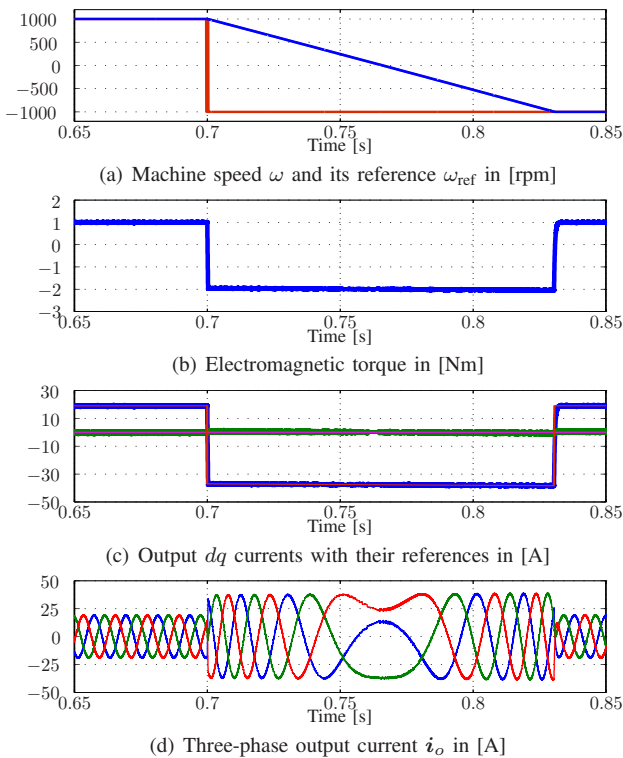 1000
500
0
−500
−1000
0.65 0.7 0.75 0.8 0.85
Time [s]
(a) Machine speed ω and its reference ω_ref in [rpm]
2
1
0
−1
−2
−3
0.65 0.7 0.75 0.8 0.85
Time [s]
(b) Electromagnetic torque in [Nm]
30
10
−10
−30
−50
0.65 0.7 0.75 0.8 0.85
Time [s]
(c) Output dq currents with their references in [A]
50
25
0
−25
−50
0.65 0.7 0.75 0.8 0.85
Time [s]
(d) Three-phase output current i_o in [A]